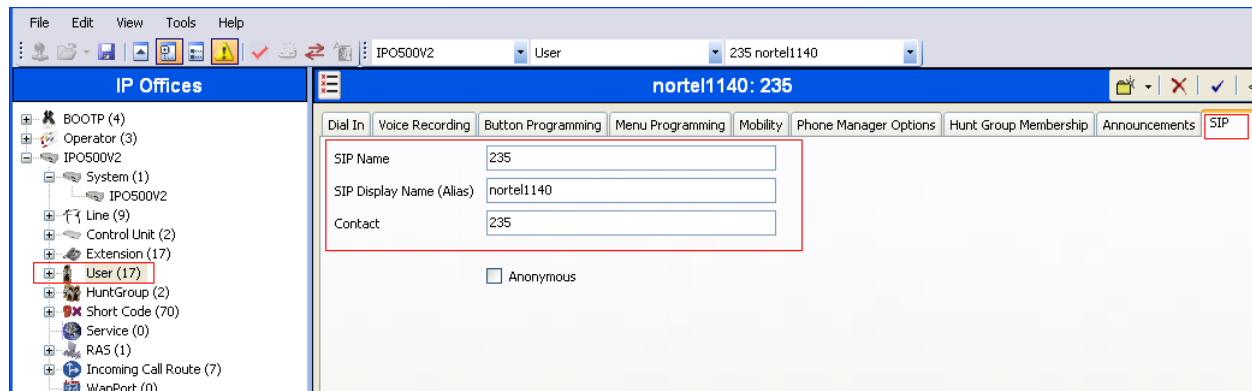 File Edit View Tools Help
IPO500V2 User 235 nortel1140
IP Offices
nortel1140: 235
BOOTP (4)
Operator (3)
IPO500V2
System (1)
IPO500V2
Line (9)
Control Unit (2)
Extension (17)
User (17)
HuntGroup (2)
Short Code (70)
Service (0)
RAS (1)
Incoming Call Route (7)
WanPort (0)
Dial In Voice Recording Button Programming Menu Programming Mobility Phone Manager Options Hunt Group Membership Announcements SIP
SIP Name 235
SIP Display Name (Alias) nortel1140
Contact 235
Anonymous